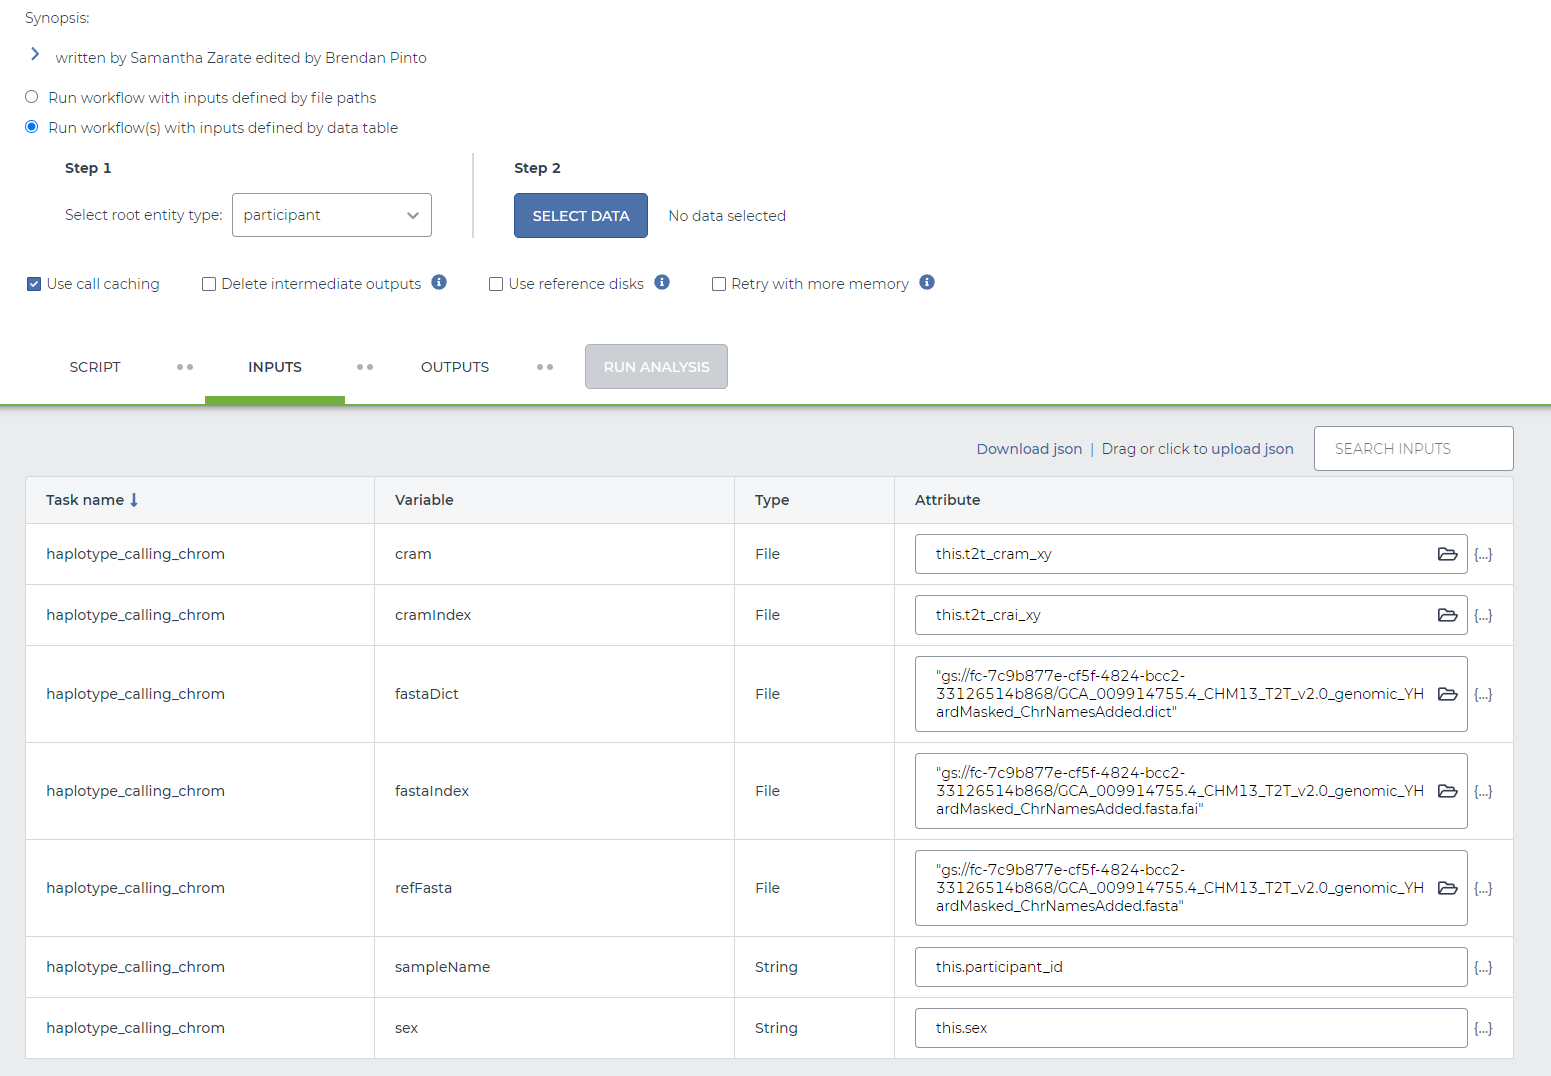 Synopsis:
written by Samantha Zarate edited by Brendan Pinto
Run workflow with inputs defined by file paths
Run workflow(s) with inputs defined by data table
Step 1
Select root entity type: participant
Step 2
SELECT DATA No data selected
Use call caching Delete intermediate outputs Use reference disks Retry with more memory
SCRIPT INPUTS OUTPUTS RUN ANALYSIS
Download json | Drag or click to upload json SEARCH INPUTS
Task name Variable Type Attribute
haplotype_calling_chrom cram File this.t2t_cram_xy {...}
haplotype_calling_chrom cramIndex File this.t2t_crai_xy {...}
haplotype_calling_chrom fastaDict File "gs://fc-7c9b877e-cf5f-4824-bcc2-
33126514b868/GCA_009914755.4_CHM13_T2T_v2.0_genomic_YH
ardMasked_ChrNamesAdded.dict" {...}
haplotype_calling_chrom fastaIndex File "gs://fc-7c9b877e-cf5f-4824-bcc2-
33126514b868/GCA_009914755.4_CHM13_T2T_v2.0_genomic_YH
ardMasked_ChrNamesAdded.fasta.fai" {...}
haplotype_calling_chrom refFasta File "gs://fc-7c9b877e-cf5f-4824-bcc2-
33126514b868/GCA_009914755.4_CHM13_T2T_v2.0_genomic_YH
ardMasked_ChrNamesAdded.fasta" {...}
haplotype_calling_chrom sampleName String this.participant_id {...}
haplotype_calling_chrom sex String this.sex {...}